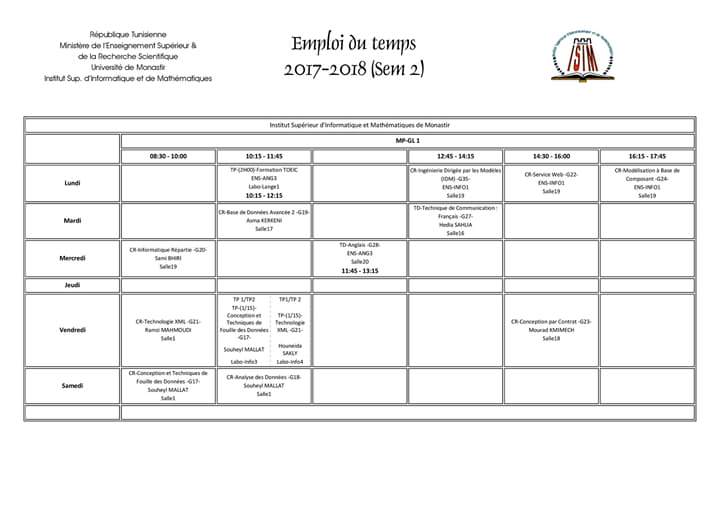 République Tunisienne
Ministère de l'Enseignement Supérieur &
de la Recherche Scientifique
Université de Monastir
Institut Sup. d'Informatique et de Mathématiques
Emploi du temps
2017-2018 (Sem 2)
ISIM
Institut Supérieur d'Informatique et Mathématiques de Monastir
MP-GL 1
08:30 - 10:00
10:15 - 11:45
12:45 - 14:15
14:30 - 16:00
16:15 - 17:45
Lundi
TP-(2H00)-Formation TOEIC
ENS-ANG3
Labo-Lange1
10:15 - 12:15
CR-Ingénierie Dirigée par les Modèles
(IDM) -G35-
ENS-INFO1
Salle19
CR-Service Web -G22-
ENS-INFO1
Salle19
CR-Modélisation à Base de
Composant -G24-
ENS-INFO1
Salle19
Mardi
CR-Base de Données Avancée 2 -G19-
Asma KERKENI
Salle17
TD-Technique de Communication :
Français -G27-
Hedia SAHLIA
Salle16
Mercredi
CR-Informatique Répartie -G20-
Sami BHIRI
Salle19
TD-Anglais -G28-
ENS-ANG3
Salle20
11:45 - 13:15
Jeudi
Vendredi
CR-Technologie XML -G21-
Ramzi MAHMOUDI
Salle1
TP 1/TP2
TP-(1/15)-
Conception et
Techniques de
Fouille des Données
-G17-
Souheyl MALLAT
Labo-Info3
TP1/TP 2
TP-(1/15)-
Technologie
XML -G21-
Houneida
SAKLY
Labo-Info4
CR-Conception par Contrat -G23-
Mourad KMIMECH
Salle18
Samedi
CR-Conception et Techniques de
Fouille des Données -G17-
Souheyl MALLAT
Salle1
CR-Analyse des Données -G18-
Souheyl MALLAT
Salle1